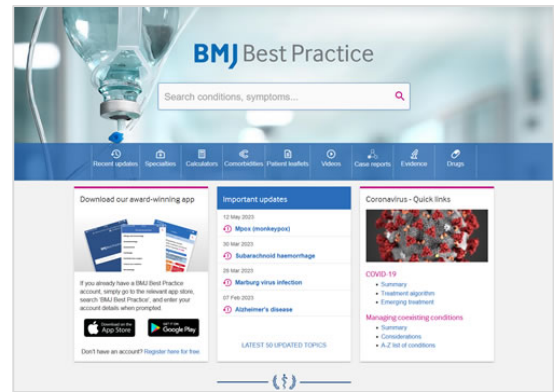 BMJ Best Practice
Search conditions, symptoms...
Recent updates
Specialties
Calculators
Comorbidities
Patient leaflets
Videos
Case reports
Evidence
Drugs
Download our award-winning app
If you already have a BMJ Best Practice
account, simply go to the relevant app store,
search 'BMJ Best Practice', and enter your
account details when prompted.
Download on the
App Store
Google Play
Don't have an account? Register here for free.
Important updates
12 May 2023
Mpox (monkeypox)
30 Mar 2023
Subarachnoid haemorrhage
28 Mar 2023
Marburg virus infection
07 Feb 2023
Alzheimer's disease
LATEST 50 UPDATED TOPICS
Coronavirus - Quick links
COVID-19
Summary
Treatment algorithm
Emerging treatment
Managing coexisting conditions
Summary
Considerations
A-Z list of conditions